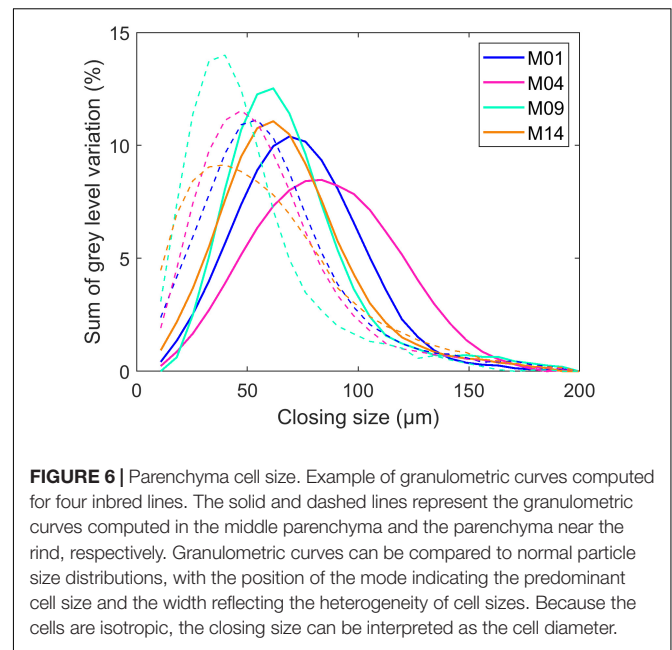 15
10
5
0
Sum of grey level variation (%)
M01
M04
M09
M14
0 50 100 150 200
Closing size (µm)
FIGURE 6 | Parenchyma cell size. Example of granulometric curves computed
for four inbred lines. The solid and dashed lines represent the granulometric
curves computed in the middle parenchyma and the parenchyma near the
rind, respectively. Granulometric curves can be compared to normal particle
size distributions, with the position of the mode indicating the predominant
cell size and the width reflecting the heterogeneity of cell sizes. Because the
cells are isotropic, the closing size can be interpreted as the cell diameter.